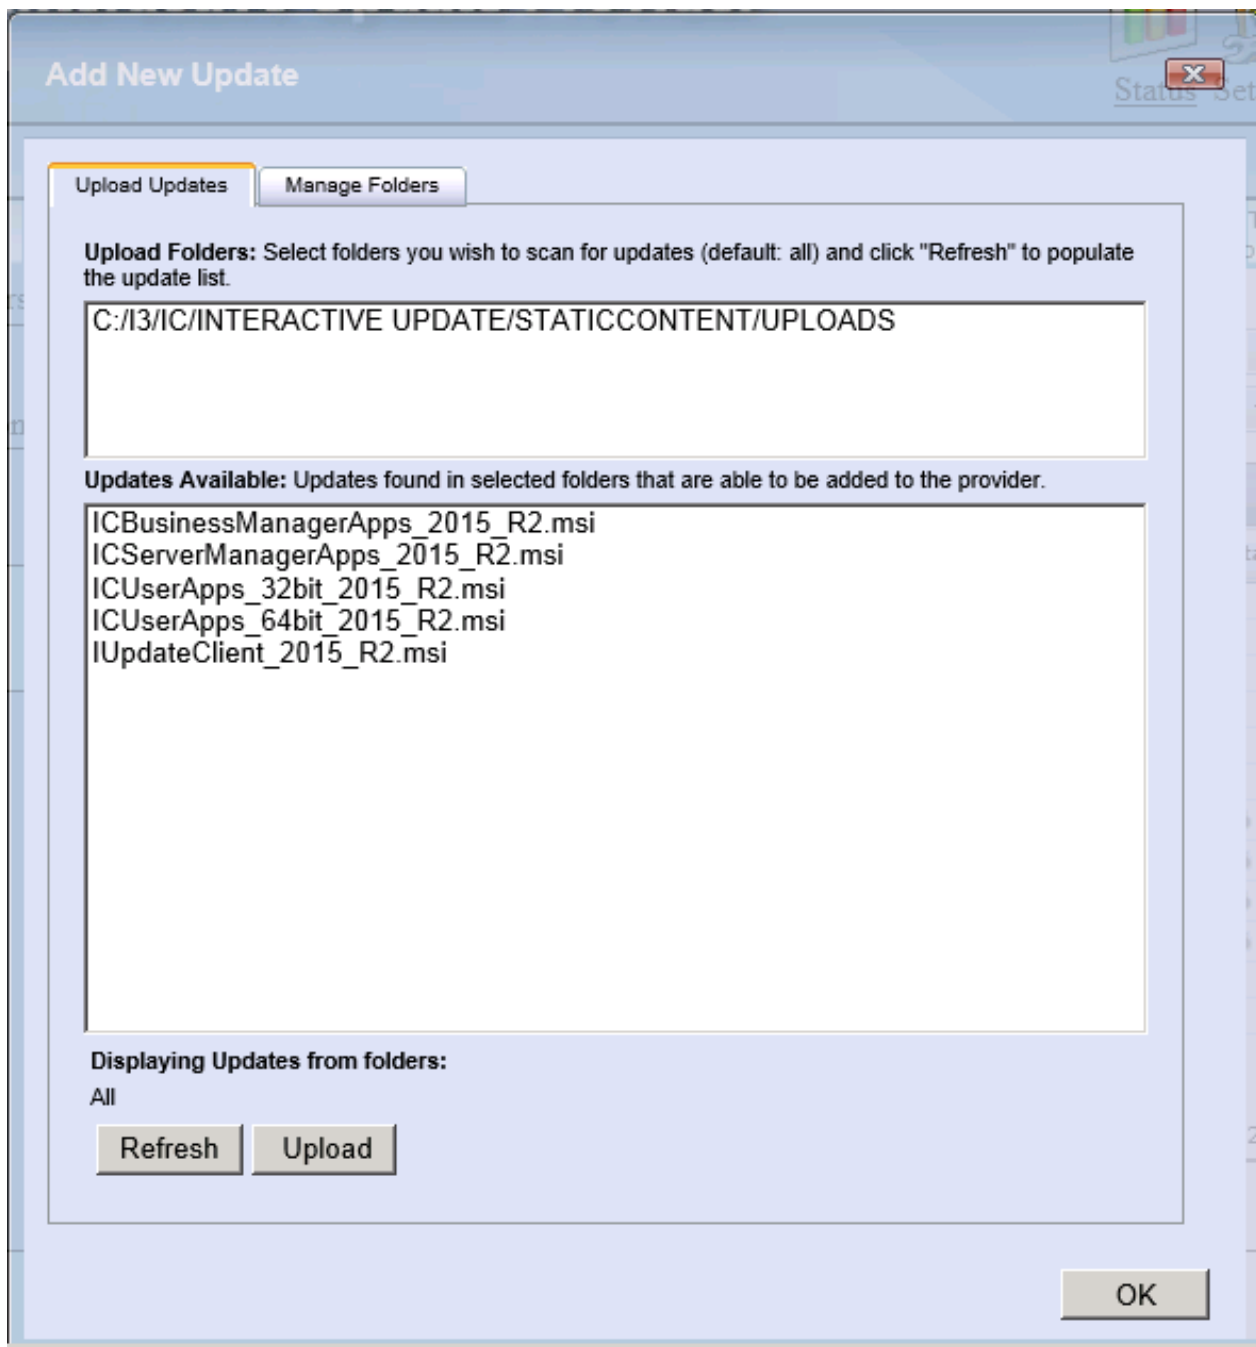 Add New Update
Status Set
Upload Updates
Manage Folders
Upload Folders: Select folders you wish to scan for updates (default: all) and click "Refresh" to populate
the update list.
C:/I3/IC/INTERACTIVE UPDATE/STATICCONTENT/UPLOADS
Updates Available: Updates found in selected folders that are able to be added to the provider.
ICBusinessManagerApps_2015_R2.msi
ICServerManagerApps_2015_R2.msi
ICUserApps_32bit_2015_R2.msi
ICUserApps_64bit_2015_R2.msi
IUpdateClient_2015_R2.msi
Displaying Updates from folders:
All
Refresh
Upload
OK